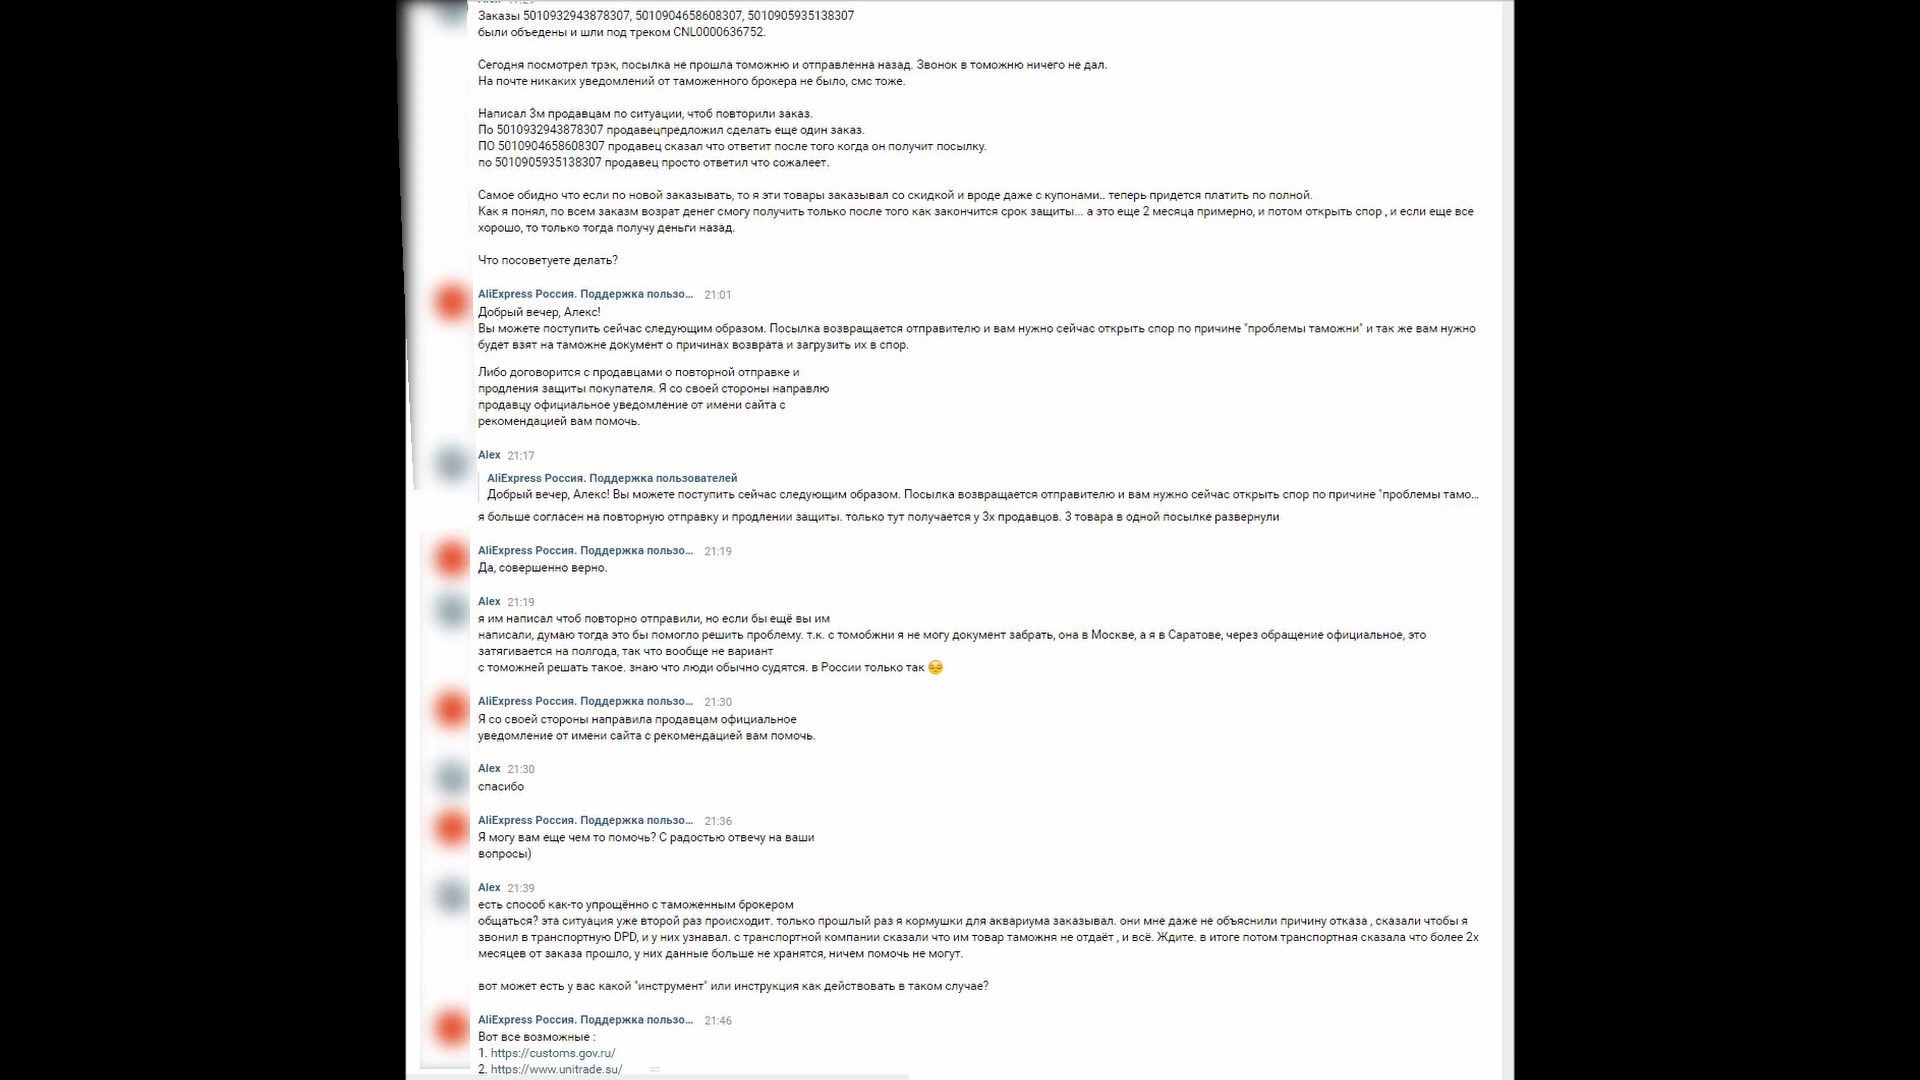 Заказы 5010932943878307, 5010904658608307, 5010905935138307
были объедены и шли под треком CNL0000636752.
Сегодня посмотрел трэк, посылка не прошла томожню и отправленна назад. Звонок в томожню ничего не дал.
На почте никаких уведомлений от таможенного брокера не было, смс тоже.
Написал 3м продавцам по ситуации, чтоб повторили заказ.
По 5010932943878307 продавецпредложил сделать еще один заказ.
ПО 5010904658608307 продавец сказал что ответит после того когда он получит посылку.
по 5010905935138307 продавец просто ответил что сожалеет.
Самое обидно что если по новой заказывать, то я эти товары заказывал со скидкой и вроде даже с купонами.. теперь придется платить по полной.
Как я понял, по всем заказм возрат денег смогу получить только после того как закончится срок защиты... а это еще 2 месяца примерно, и потом открыть спор , и если еще все
хорошо, то только тогда получу деньги назад.
Что посоветуете делать?
AliExpress Россия. Поддержка пользо... 21:01
Добрый вечер, Алекс!
Вы можете поступить сейчас следующим образом. Посылка возвращается отправителю и вам нужно сейчас открыть спор по причине "проблемы таможни" и так же вам нужно
будет взят на таможне документ о причинах возврата и загрузить их в спор.
Либо договорится с продавцами о повторной отправке и
продления защиты покупателя. Я со своей стороны направлю
продавцу официальное уведомление от имени сайта с
рекомендацией вам помочь.
Alex 21:17
AliExpress Россия. Поддержка пользователей
Добрый вечер, Алекс! Вы можете поступить сейчас следующим образом. Посылка возвращается отправителю и вам нужно сейчас открыть спор по причине "проблемы тамо...
я больше согласен на повторную отправку и продлении защиты. только тут получается у 3х продавцов. 3 товара в одной посылке развернули
AliExpress Россия. Поддержка пользо... 21:19
Да, совершенно верно.
Alex 21:19
я им написал чтоб повторно отправили, но если бы ещё вы им
написали, думаю тогда это бы помогло решить проблему. т.к. с томобжни я не могу документ забрать, она в Москве, а я в Саратове, через обращение официальное, это
затягивается на полгода, так что вообще не вариант
с томожней решать такое. знаю что люди обычно судятся. в России только так 😔
AliExpress Россия. Поддержка пользо... 21:30
Я со своей стороны направила продавцам официальное
уведомление от имени сайта с рекомендацией вам помочь.
Alex 21:30
спасибо
AliExpress Россия. Поддержка пользо... 21:36
Я могу вам еще чем то помочь? С радостью отвечу на ваши
вопросы)
Alex 21:39
есть способ как-то упрощённо с таможенным брокером
общаться? эта ситуация уже второй раз происходит. только прошлый раз я кормушки для аквариума заказывал. они мне даже не объяснили причину отказа , сказали чтобы я
звонил в транспортную DPD, и у них узнавал. с транспортной компании сказали что им товар таможня не отдаёт , и всё. Ждите. в итоге потом транспортная сказала что более 2х
месяцев от заказа прошло, у них данные больше не хранятся, ничем помочь не могут.
вот может есть у вас какой "инструмент" или инструкция как действовать в таком случае?
AliExpress Россия. Поддержка пользо... 21:46
Вот все возможные :
1. https://customs.gov.ru/
2. https://www.unitrade.su/